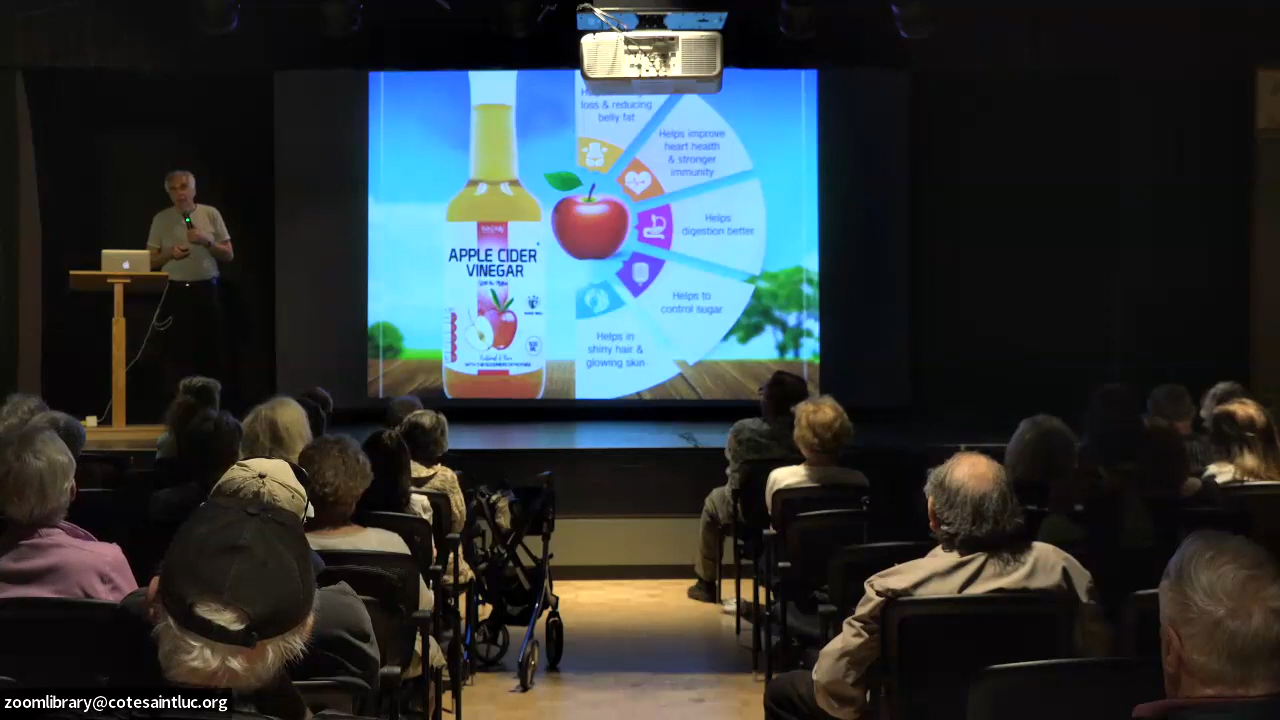 loss & reducing
belly fat
Helps improve
heart health
& stronger
immunity
Helps
digestion better
Helps to
control sugar
Helps in
shiny hair &
glowing skin
APPLE CIDER
VINEGAR
zoomlibrary@cotesaintluc.org